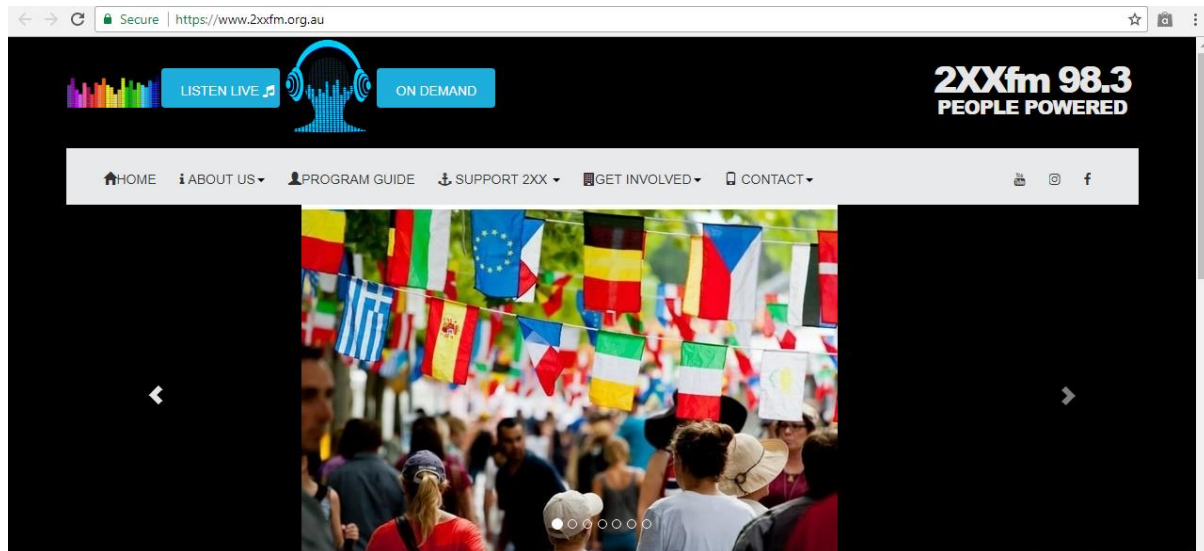 Secure | https://www.2xxfm.org.au
LISTEN LIVE
ON DEMAND
2XXfm 98.3
PEOPLE POWERED
HOME
ABOUT US
PROGRAM GUIDE
SUPPORT 2XX
GET INVOLVED
CONTACT